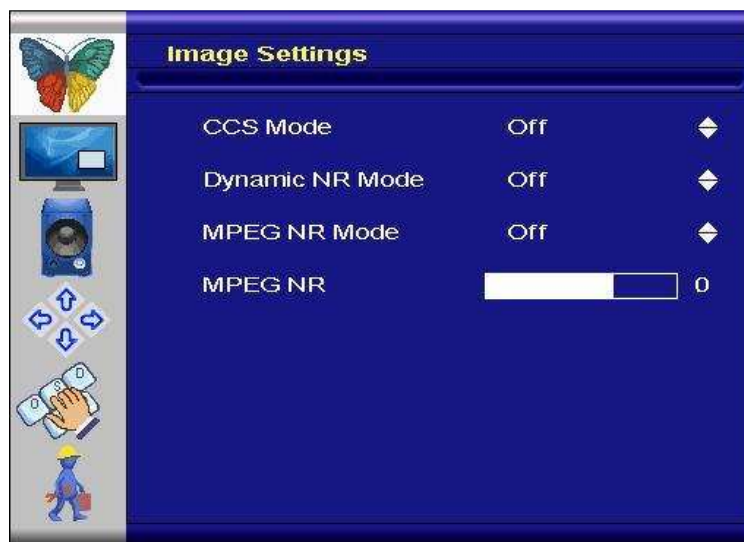 Image Settings
CCS Mode Off
Dynamic NR Mode Off
MPEG NR Mode Off
MPEG NR 0
O S D